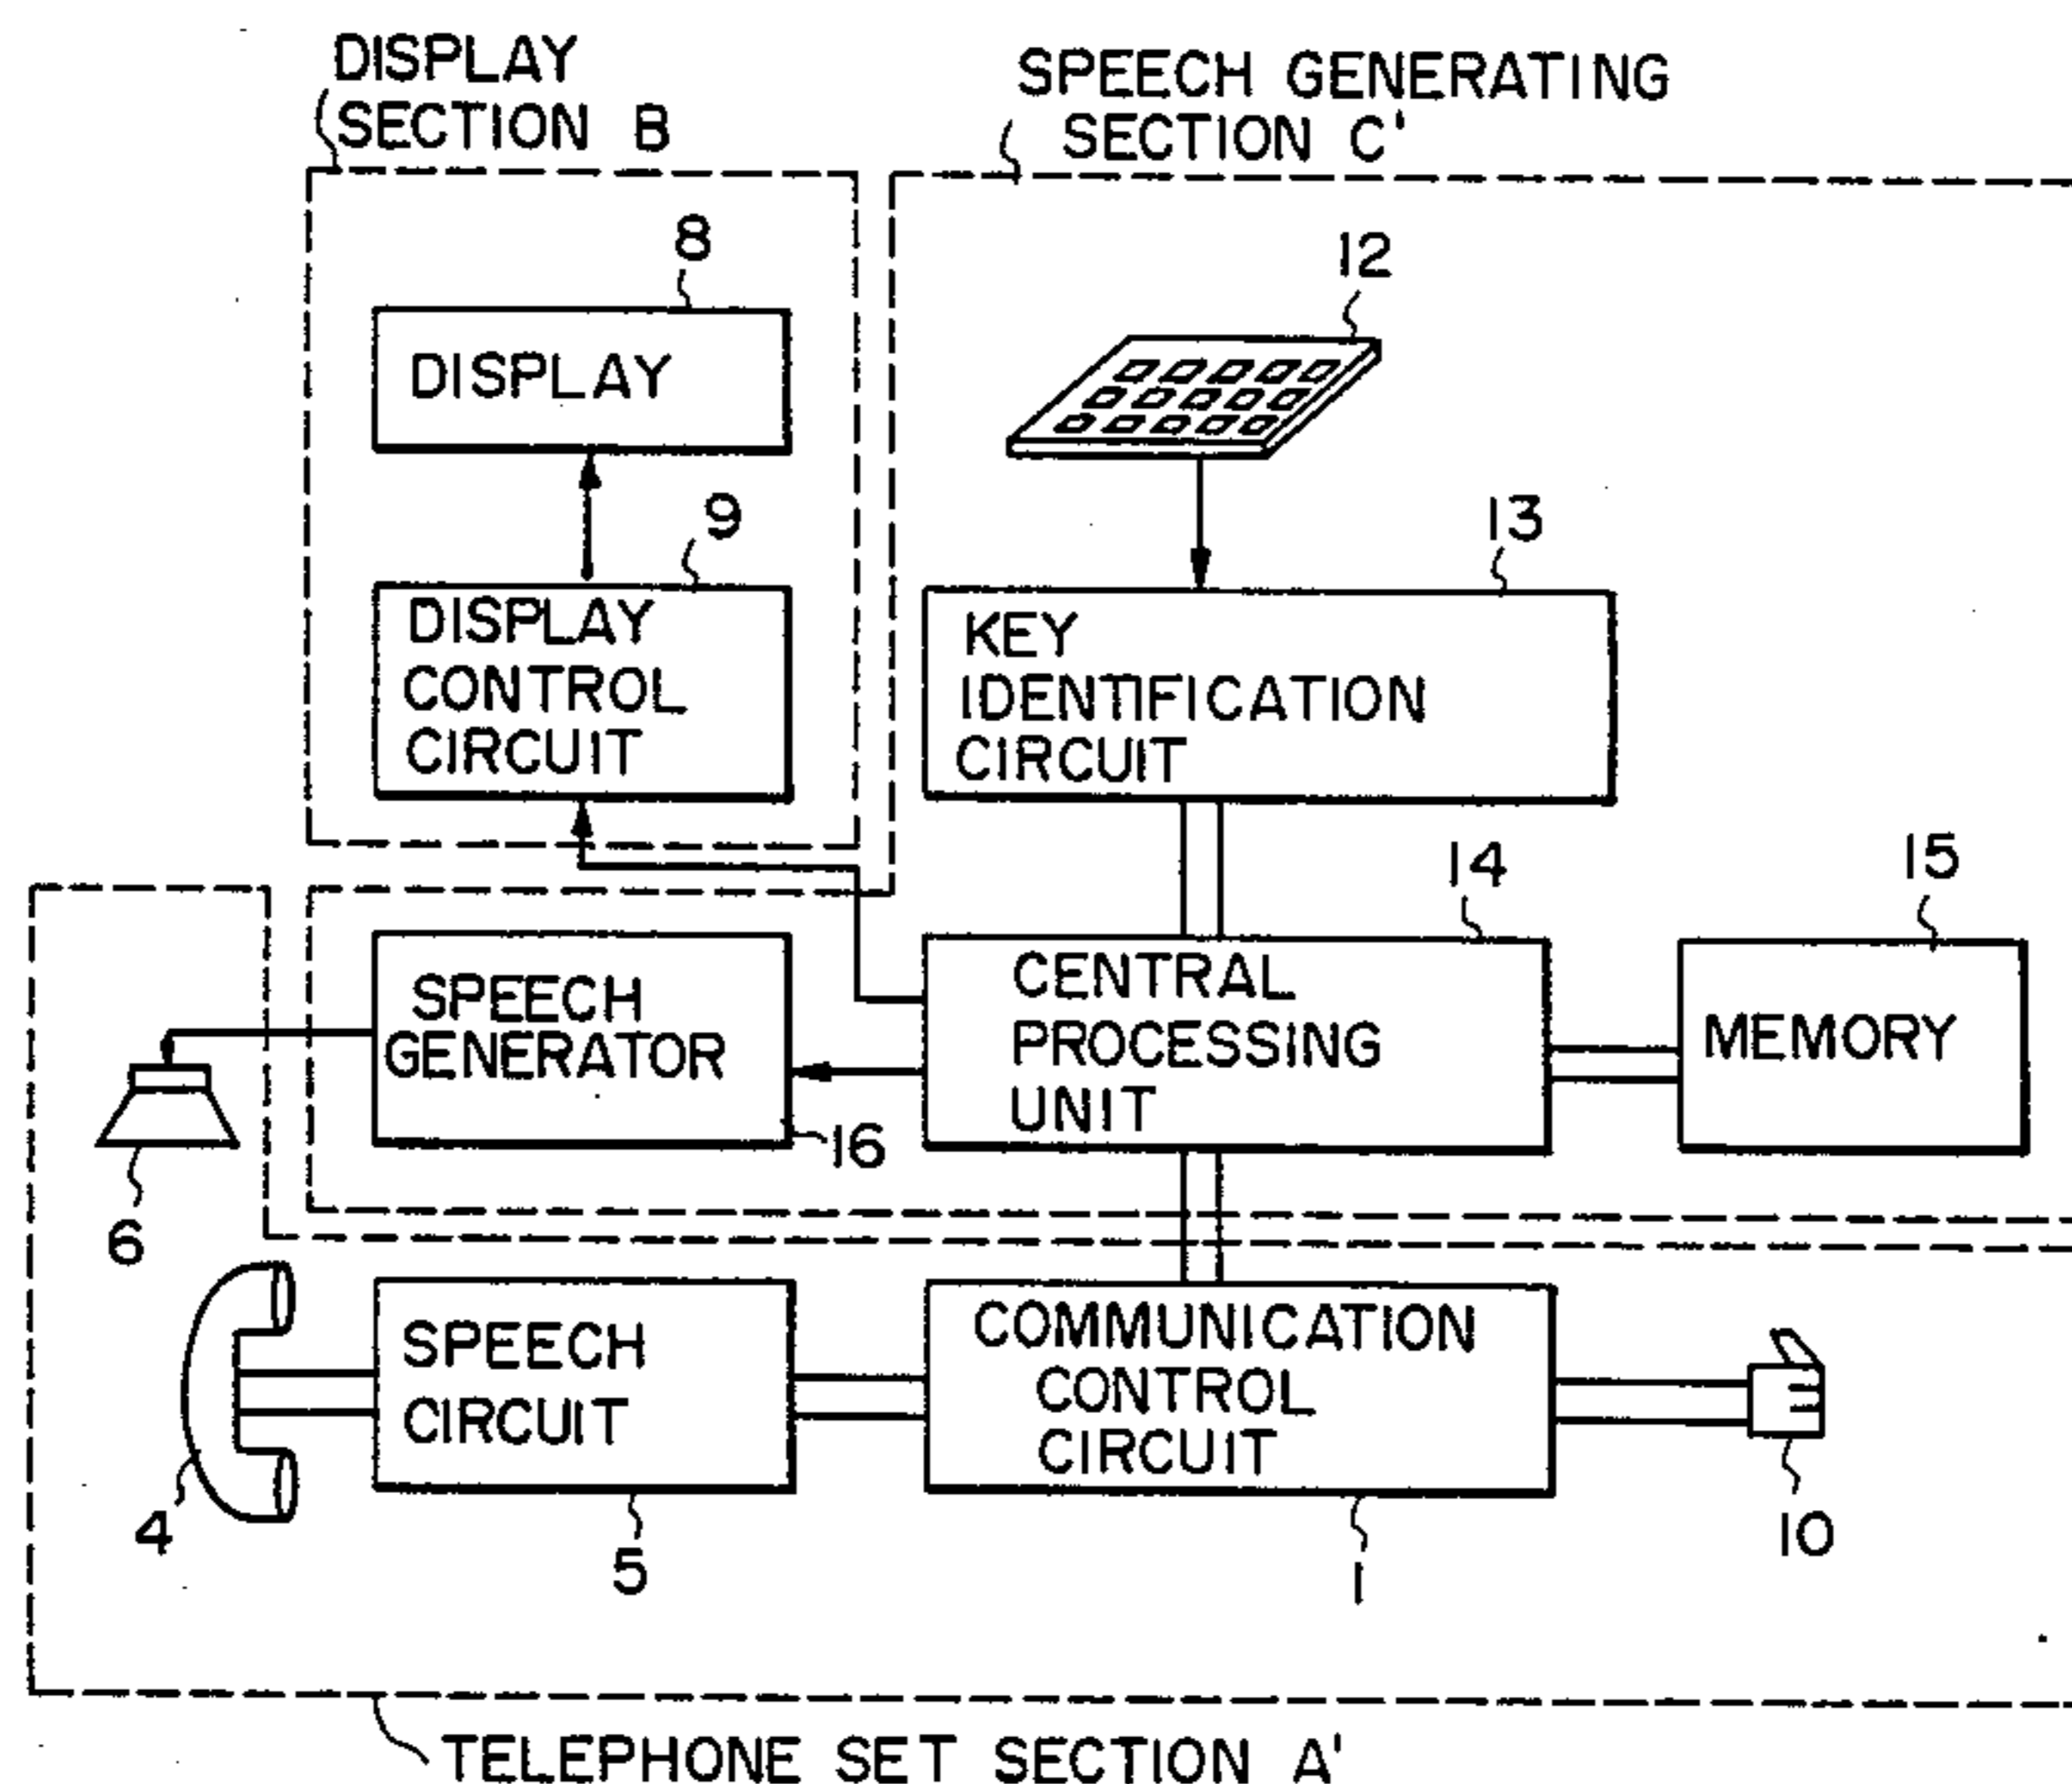 DISPLAY
SECTION B
SPEECH GENERATING
SECTION C'
8
12
DISPLAY
9
13
DISPLAY
CONTROL
CIRCUIT
KEY
IDENTIFICATION
CIRCUIT
14
15
SPEECH
GENERATOR
CENTRAL
PROCESSING
UNIT
MEMORY
16
6
SPEECH
CIRCUIT
COMMUNICATION
CONTROL
CIRCUIT
4
5
1
10
TELEPHONE SET SECTION A'